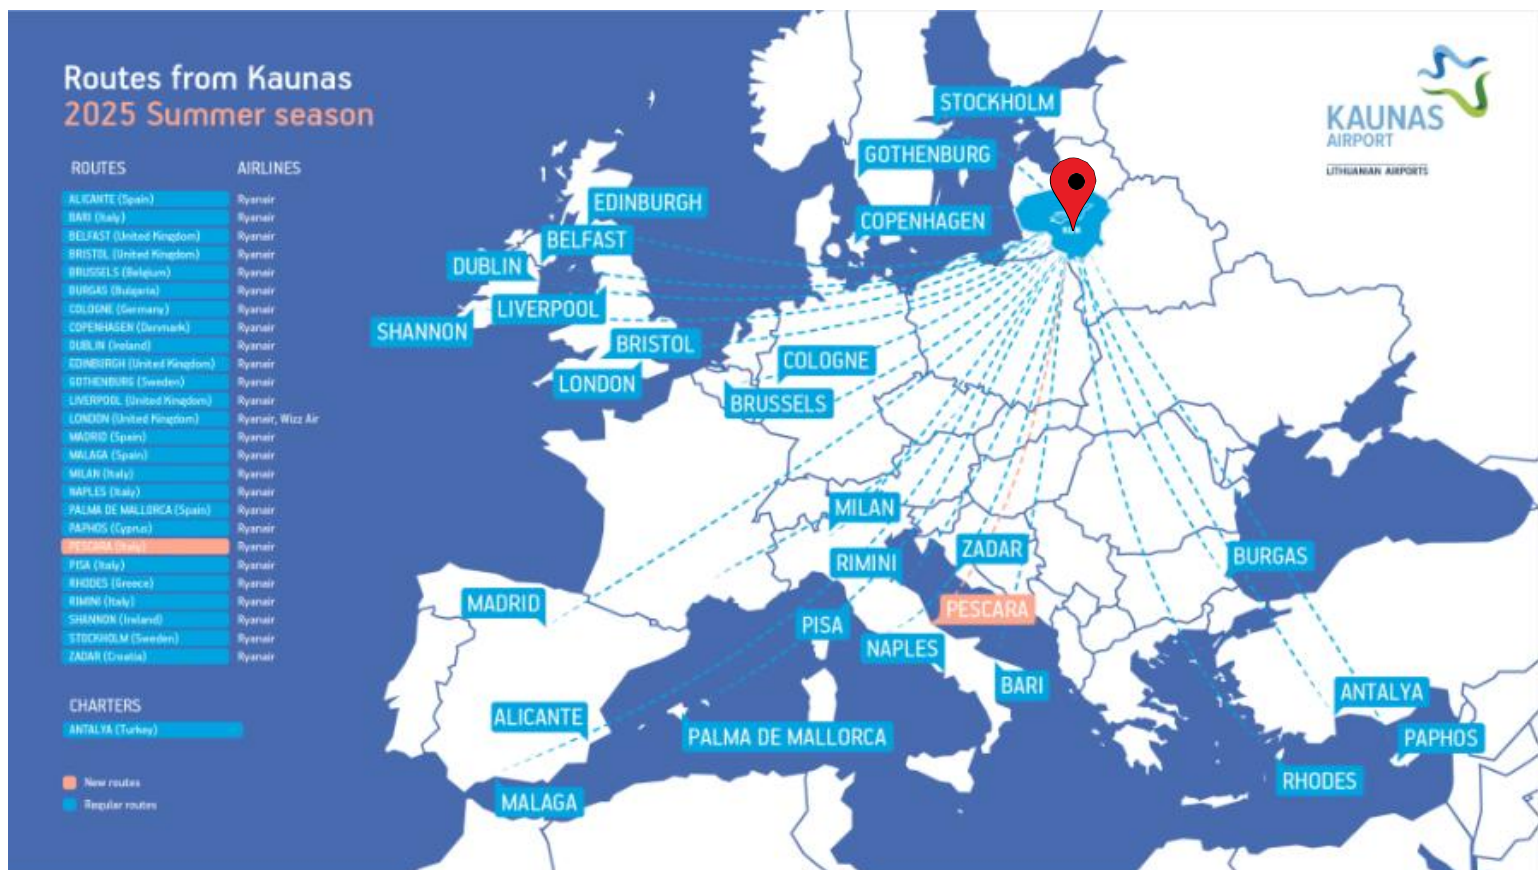 Routes from Kaunas
2025 Summer season
ROUTES AIRLINES
ALICANTE (Spain) Ryanair
BARI (Italy) Ryanair
BELFAST (United Kingdom) Ryanair
BRISTOL (United Kingdom) Ryanair
BRUSSELS (Belgium) Ryanair
BURGAS (Bulgaria) Ryanair
COLOGNE (Germany) Ryanair
COPENHAGEN (Denmark) Ryanair
DUBLIN (Ireland) Ryanair
EDINBURGH (United Kingdom) Ryanair
GOTHENBURG (Sweden) Ryanair
LIVERPOOL (United Kingdom) Ryanair
LONDON (United Kingdom) Ryanair, Wizz Air
MADRID (Spain) Ryanair
MALAGA (Spain) Ryanair
MILAN (Italy) Ryanair
NAPLES (Italy) Ryanair
PALMA DE MALLORCA (Spain) Ryanair
PAPHOS (Cyprus) Ryanair
PESCARA (Italy) Ryanair
PISA (Italy) Ryanair
RHODES (Greece) Ryanair
RIMINI (Italy) Ryanair
SHANNON (Ireland) Ryanair
STOCKHOLM (Sweden) Ryanair
ZADAR (Croatia) Ryanair
CHARTERS
ANTALYA (Turkey)
New routes
Regular routes
STOCKHOLM
GOTHENBURG
EDINBURGH
COPENHAGEN
BELFAST
DUBLIN
LIVERPOOL
SHANNON
BRISTOL
COLOGNE
LONDON
BRUSSELS
MILAN
ZADAR
RIMINI
BURGAS
MADRID
PESCARA
PISA
NAPLES
BARI
ANTALYA
ALICANTE
PALMA DE MALLORCA
PAPHOS
RHODES
MALAGA
KAUNAS
AIRPORT
LITHUANIAN AIRPORTS